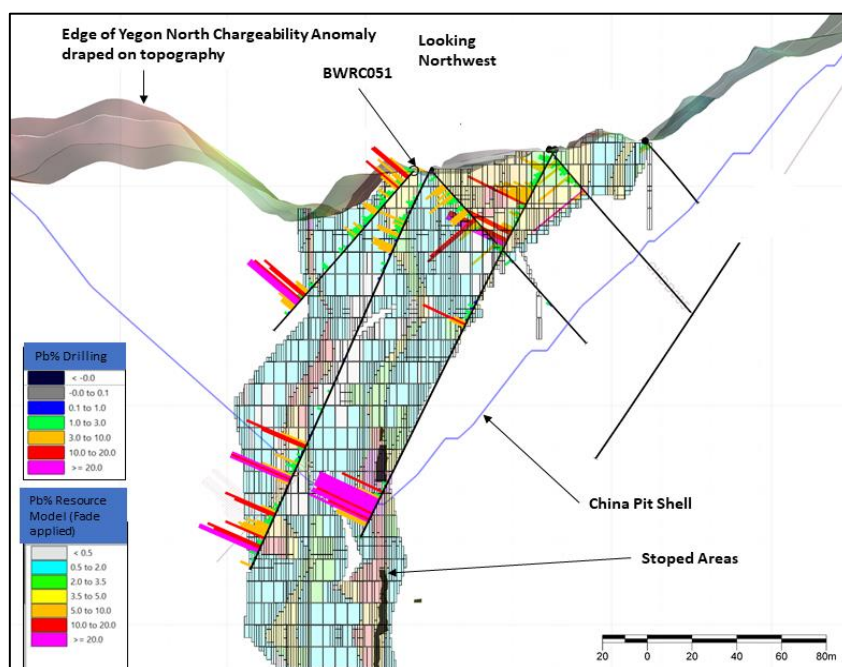 Edge of Yegon North Chargeability Anomaly
draped on topography
Looking
Northwest
BWRC051
Pb% Drilling
< -0.0
-0.0 to 0.1
0.1 to 1.0
1.0 to 3.0
3.0 to 10.0
10.0 to 20.0
>= 20.0
Pb% Resource
Model (Fade
applied)
< 0.5
0.5 to 2.0
2.0 to 3.5
3.5 to 5.0
5.0 to 10.0
10.0 to 20.0
>= 20.0
China Pit Shell
Stoped Areas
20 0 20 40 60 80m